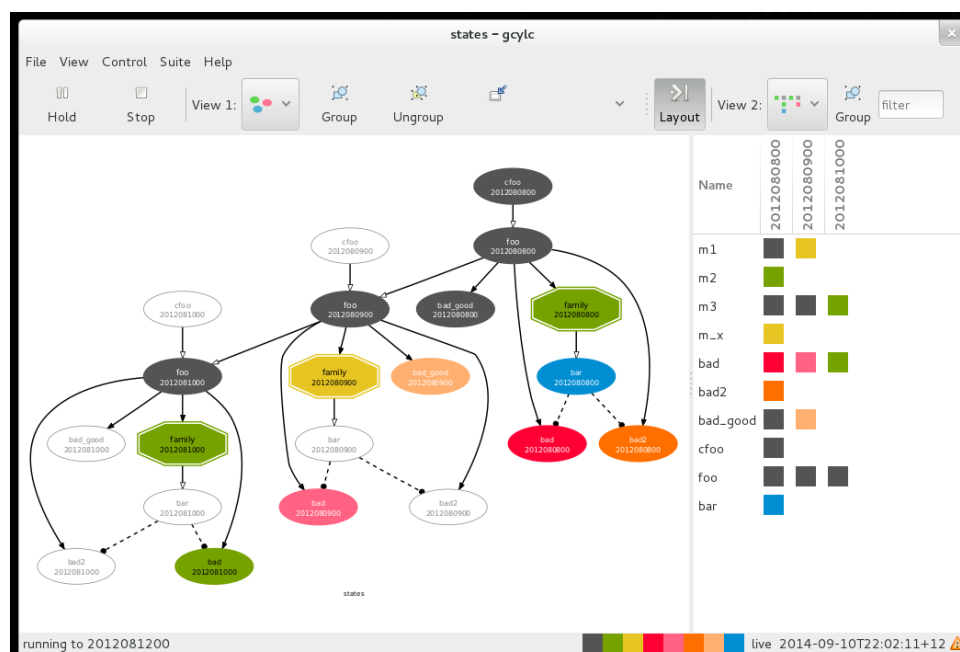 states – gcylc
File View Control Suite Help
Hold
Stop
View 1:
Group
Ungroup
Layout
View 2:
Group
filter
cfoo
2012080800
foo
2012080800
cfoo
2012080900
foo
2012080900
bad_good
2012080800
family
2012080800
cfoo
2012081000
foo
2012081000
family
2012080900
bad_good
2012080900
bar
2012080800
bad_good
2012081000
family
2012081000
bar
2012080900
bad
2012080800
bad2
2012080800
bar
2012081000
bad
2012080900
bad2
2012080900
bad2
2012081000
bad
2012081000
states
Name
2012080800
2012080900
2012081000
m1
m2
m3
m_x
bad
bad2
bad_good
cfoo
foo
bar
running to 2012081200
live 2014-09-10T22:02:11+12